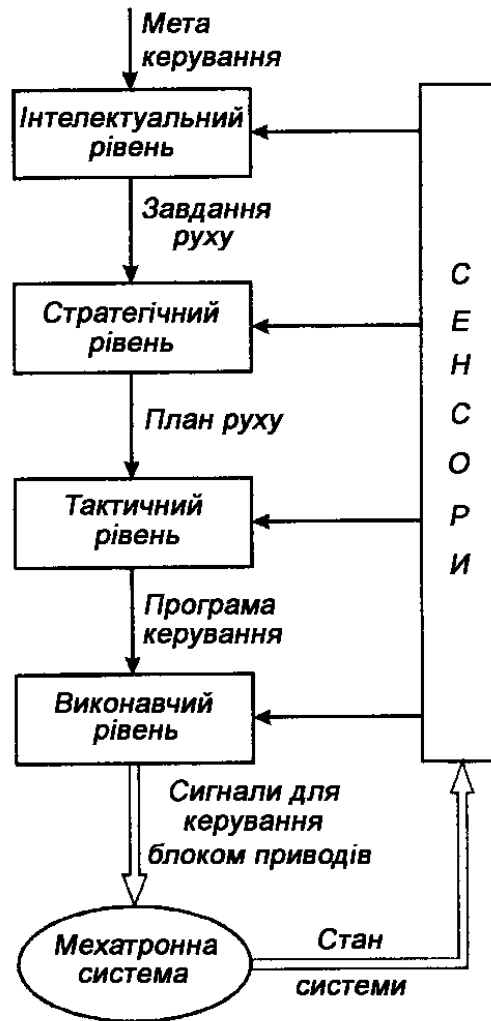 Мета
керування
Інтелектуальний
рівень
Завдання
руху
Стратегічний
рівень
План руху
Тактичний
рівень
Програма
керування
Виконавчий
рівень
Сигнали для
керування
блоком приводів
Мехатронна
система
Стан
системи
С
Е
Н
С
О
Р
И